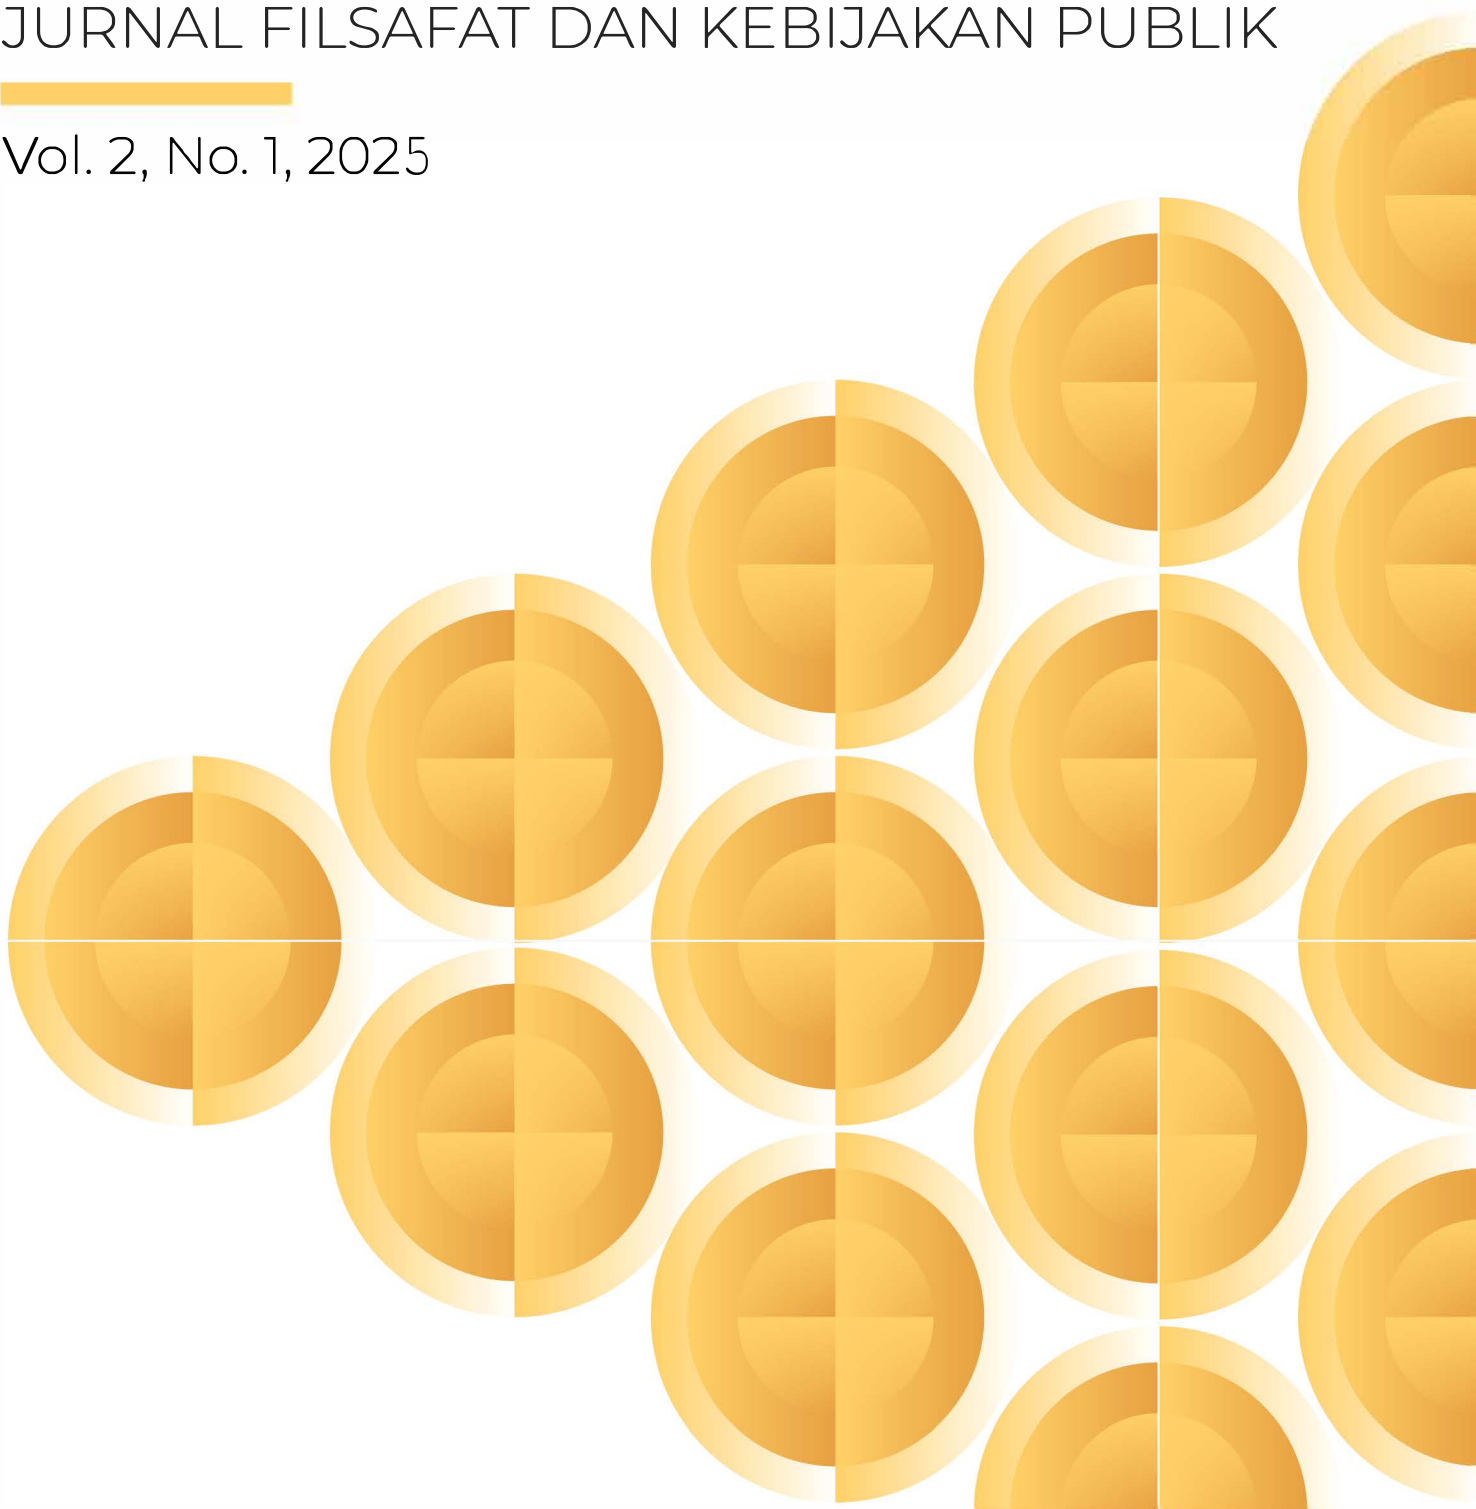 JURNAL FILSAFAT DAN KEBIJAKAN PUBLIK
Vol. 2, No. 1, 2025